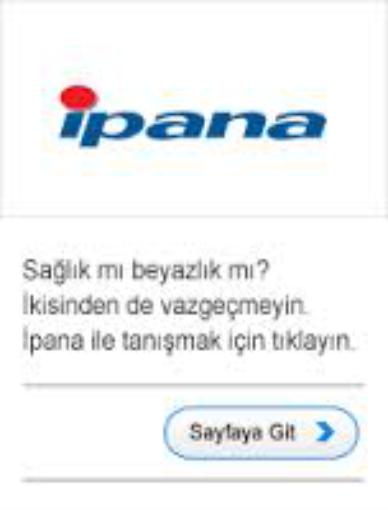 ipana
Sağlık mı beyazlık mı?
İkisinden de vazgeçmeyin.
İpana ile tanışmak için tıklayın.
Sayfaya Git